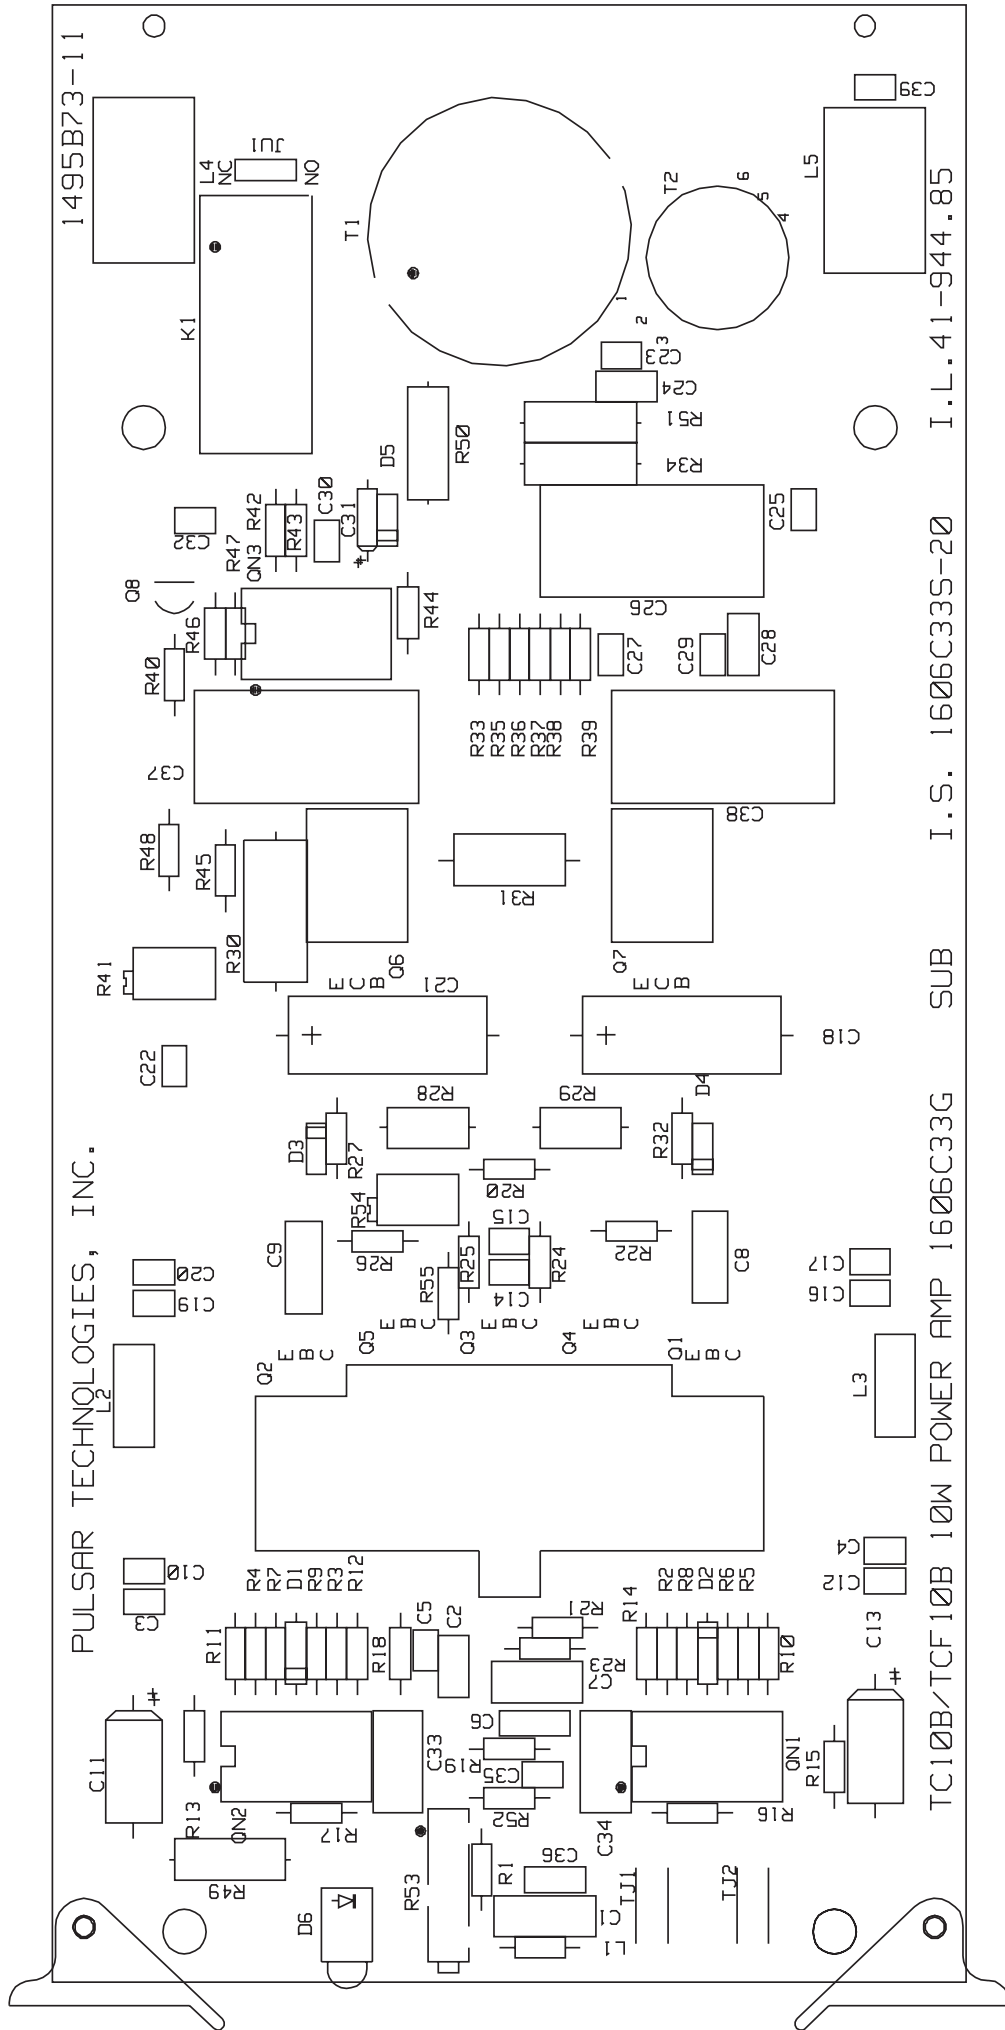 1495B73-11
C39
L4
NC
JU1
NO
L5
T2
6
5
4
T1
1
2
3
K1
C23
C24
R51
R34
D5
R50
I.L.41-944.85
C32
R47
R42
QN3
R43
C30
C31
+
C25
Q8
R46
R44
C26
R40
C27
C29
C28
R33
R35
R36
R37
R38
R39
C37
C38
I.S. 1606C33S-20
R48
R45
R31
R30
R41
Q6
Q7
E C B
E C B
C21
SUB
+
+
C18
C22
R28
R29
D4
D3
R27
R32
R20
R54
C15
R26
R22
C9
R55
R25
R24
C8
C14
C20
C19
C17
C16
PULSAR TECHNOLOGIES, INC.
Q5
E B C
Q3
E B C
Q4
E B C
Q2
E B C
Q1
E B C
L2
L3
TC10B/TCF10B 10W POWER AMP 1606C33G
C10
C3
R4
R7
D1
R9
R3
R12
R2
R8
D2
R6
R5
C4
C12
R11
R18
C5
C2
R21
R23
C7
R14
R10
C13
+
+
C11
C33
C6
R19
C35
R52
QN1
R15
R13
QN2
R17
C34
R16
R49
D6
R53
R1
C36
C1
L1
TJ1
TJ2